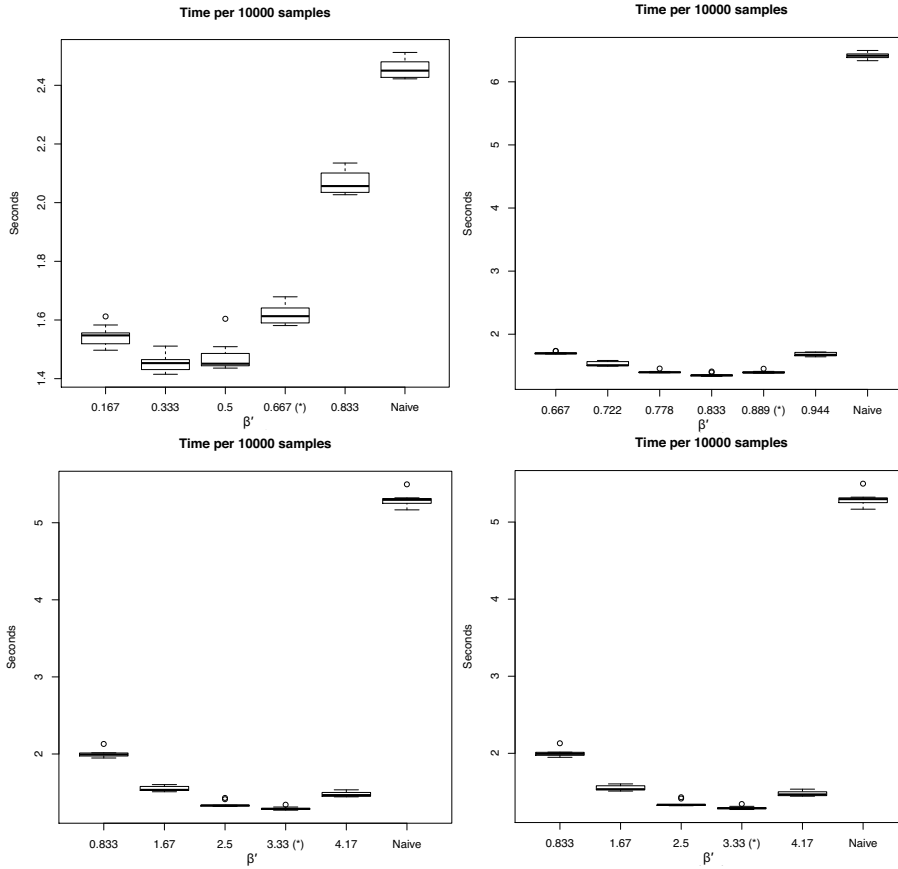 Time per 10000 samples
Seconds
2.4
2.2
2.0
1.8
1.6
1.4
0.167 0.333 0.5 0.667 (*) 0.833 Naive
β′
Time per 10000 samples
Seconds
6
5
4
3
2
0.667 0.722 0.778 0.833 0.889 (*) 0.944 Naive
β′
Time per 10000 samples
Seconds
5
4
3
2
0.833 1.67 2.5 3.33 (*) 4.17 Naive
β′
Time per 10000 samples
Seconds
5
4
3
2
0.833 1.67 2.5 3.33 (*) 4.17 Naive
β′